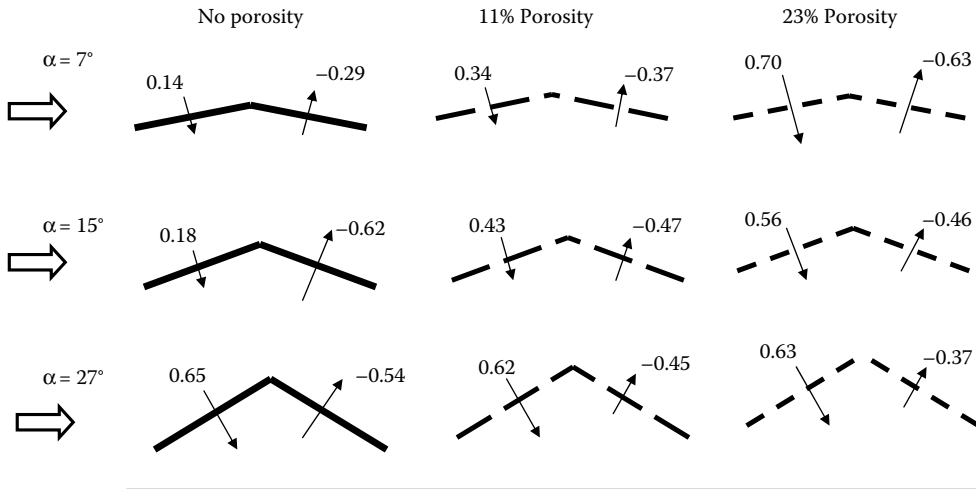 No porosity 11% Porosity 23% Porosity
α = 7° 0.14 −0.29 0.34 −0.37 0.70 −0.63
α = 15° 0.18 −0.62 0.43 −0.47 0.56 −0.46
α = 27° 0.65 −0.54 0.62 −0.45 0.63 −0.37